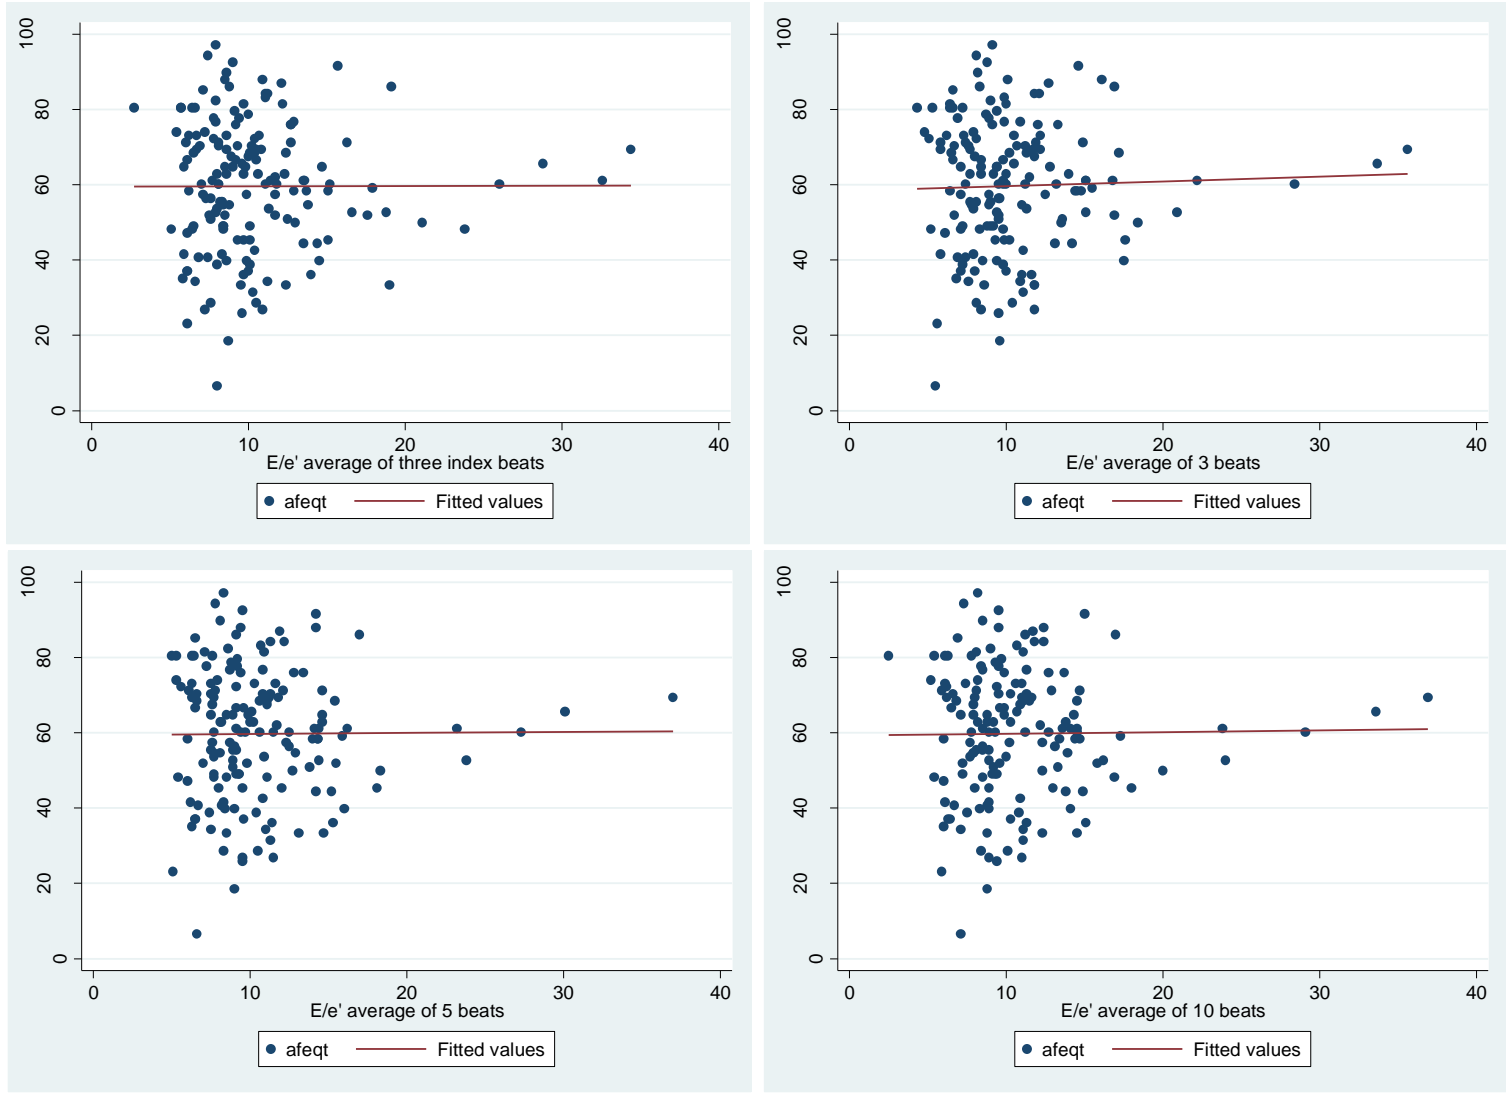 100
80
60
40
20
0
0 10 20 30 40
E/e' average of three index beats
afeqt Fitted values
100
80
60
40
20
0
0 10 20 30 40
E/e' average of 3 beats
afeqt Fitted values
100
80
60
40
20
0
0 10 20 30 40
E/e' average of 5 beats
afeqt Fitted values
100
80
60
40
20
0
0 10 20 30 40
E/e' average of 10 beats
afeqt Fitted values